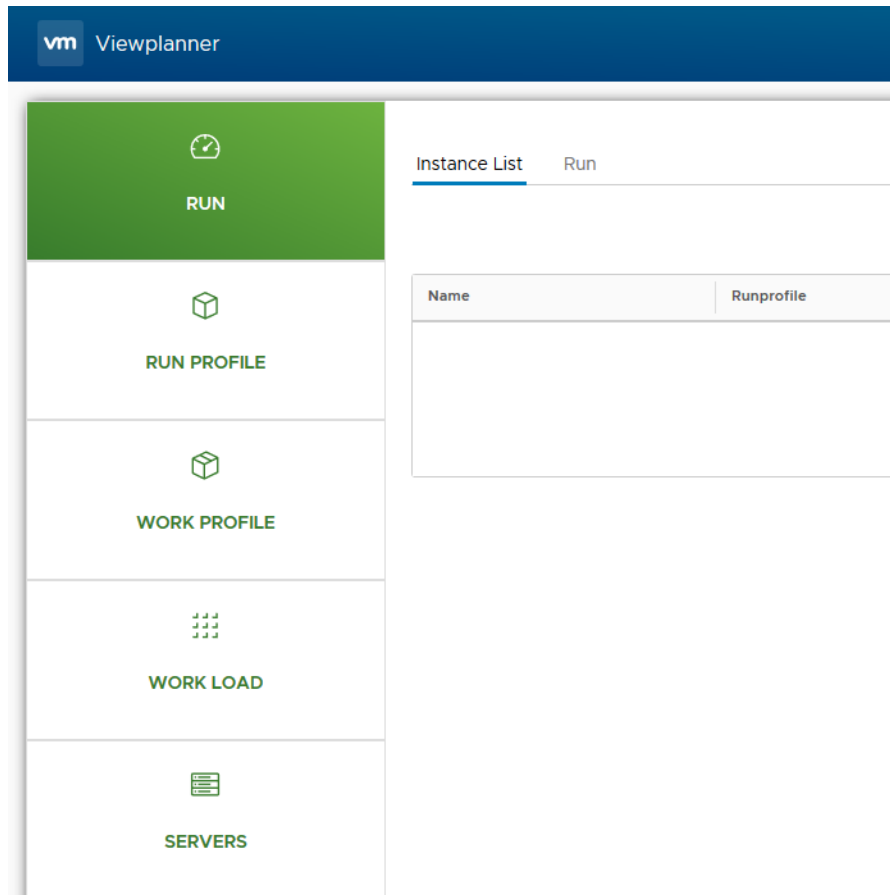 vm Viewplanner
RUN
RUN PROFILE
WORK PROFILE
WORK LOAD
SERVERS
Instance List Run
Name Runprofile